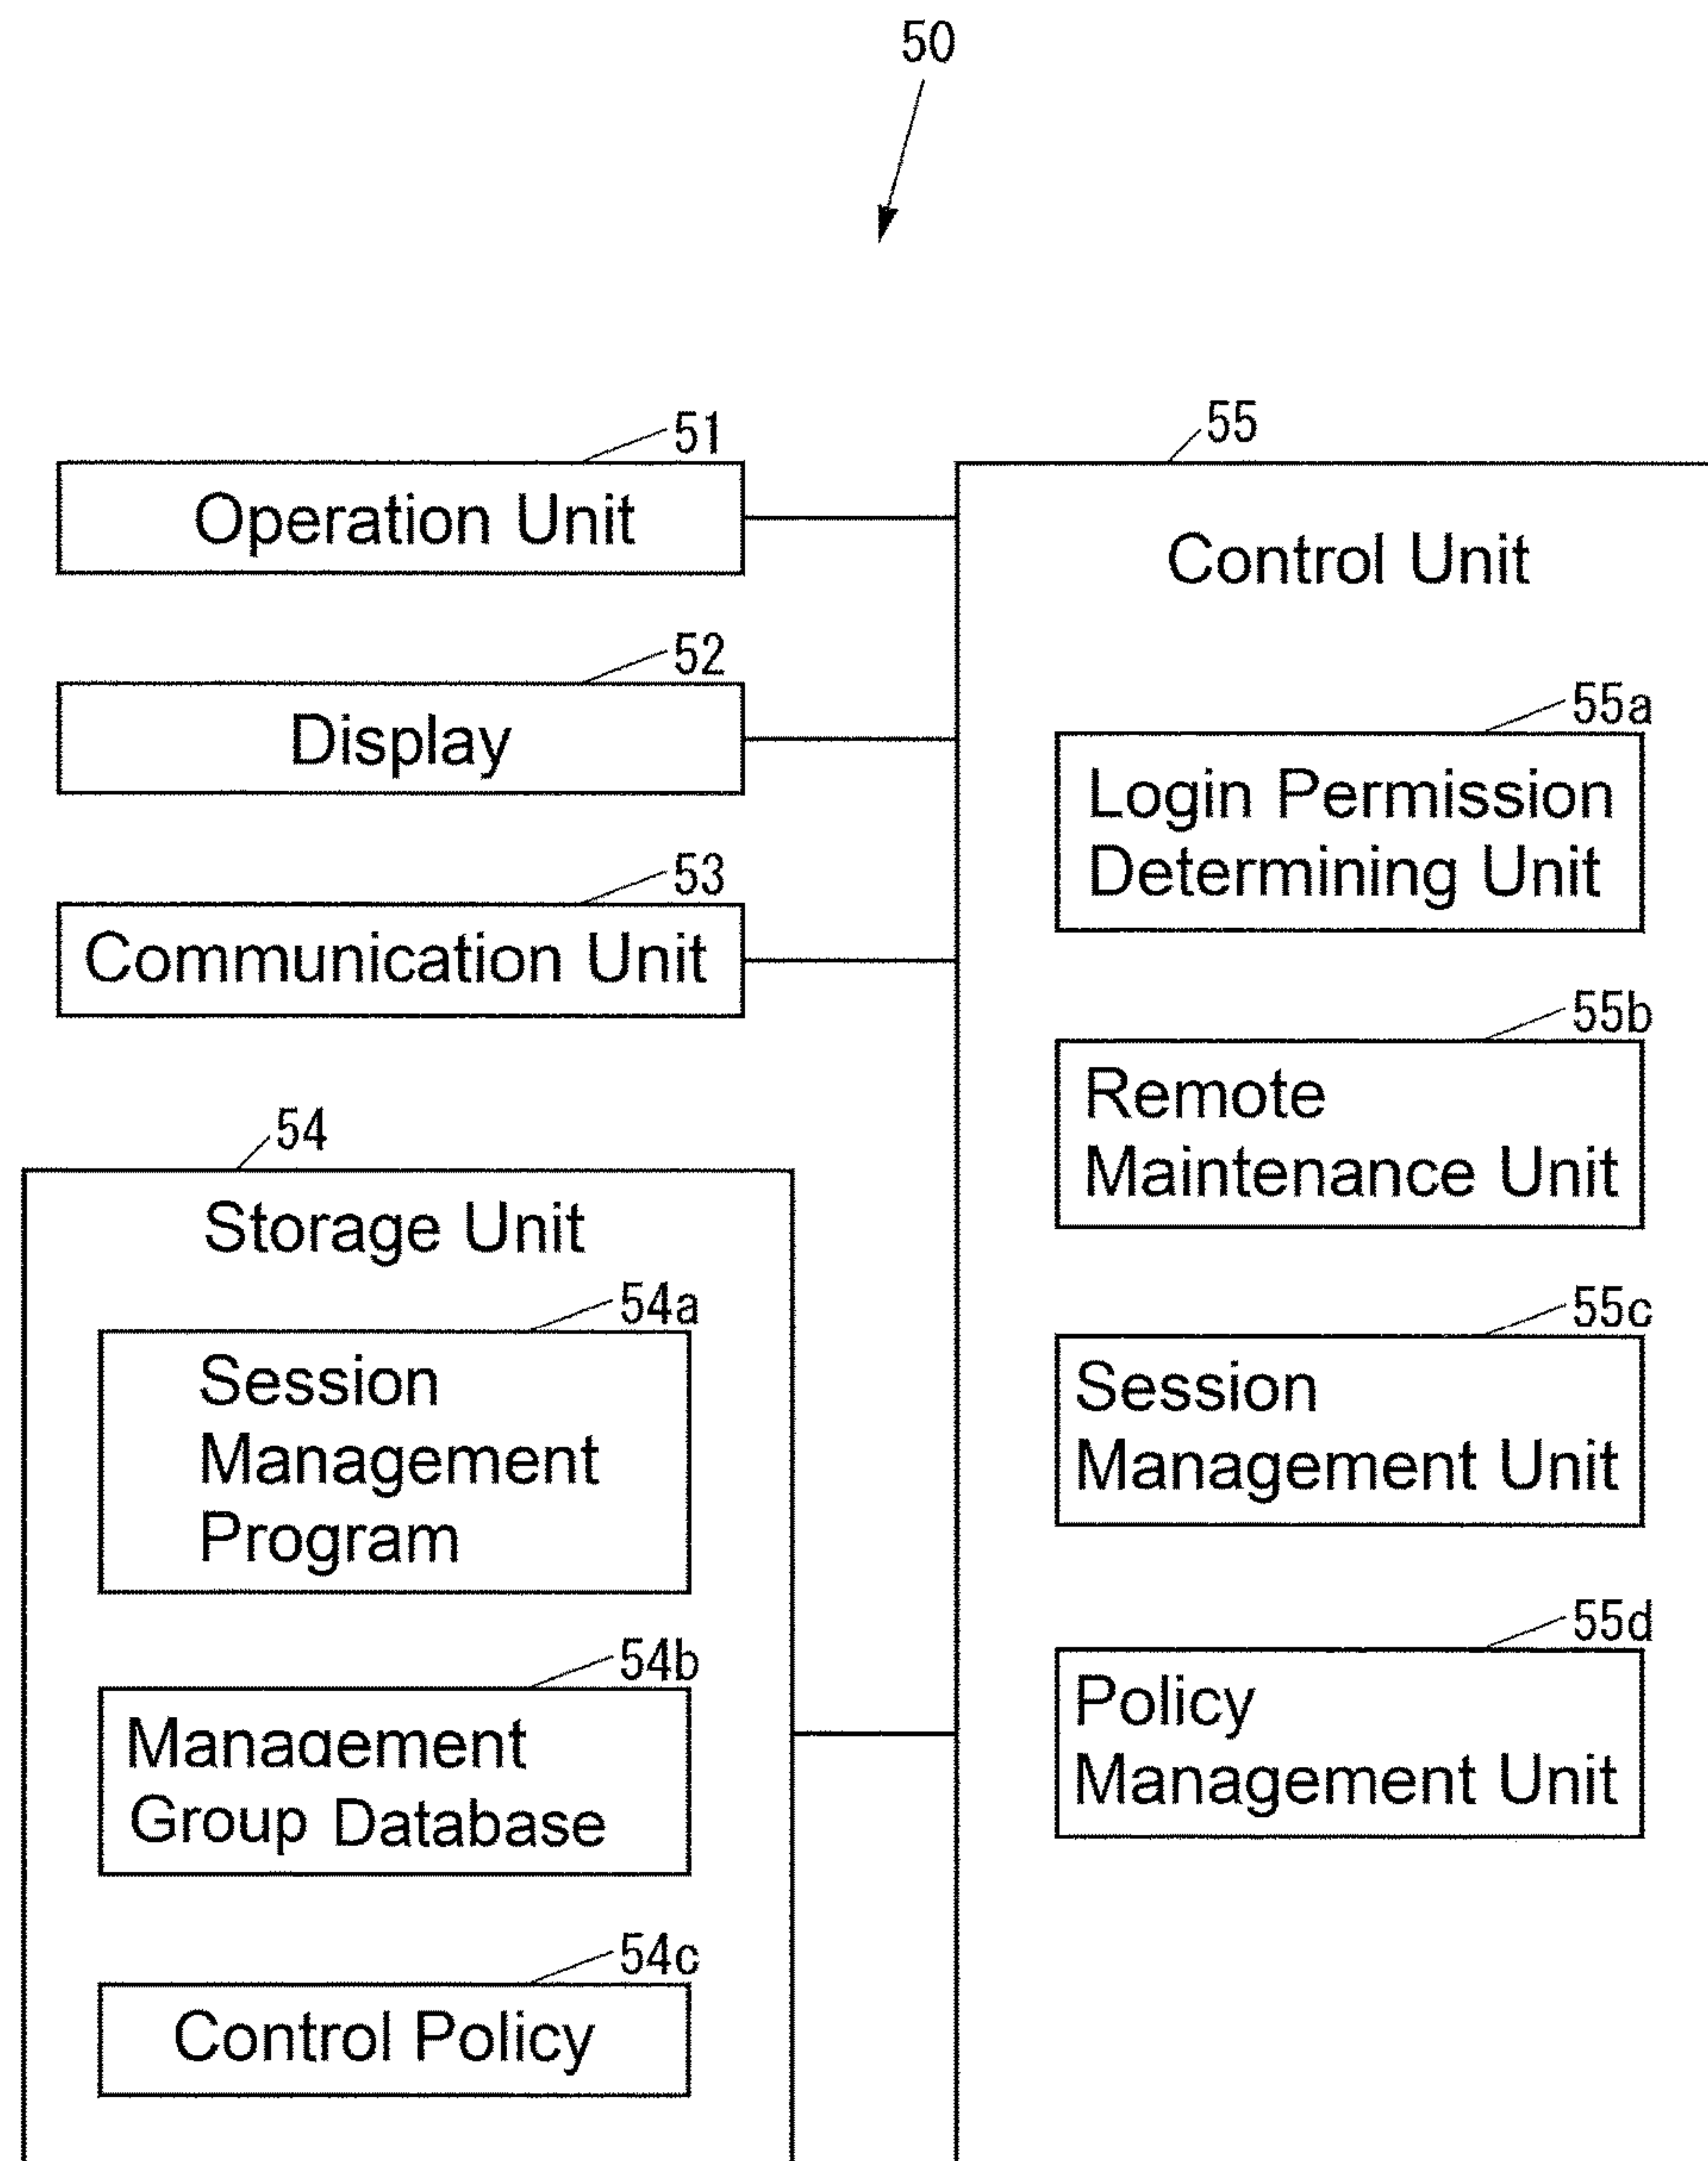 50
51
Operation Unit
52
Display
53
Communication Unit
54
Storage Unit
54a
Session
Management
Program
54b
Management
Group Database
54c
Control Policy
55
Control Unit
55a
Login Permission
Determining Unit
55b
Remote
Maintenance Unit
55c
Session
Management Unit
55d
Policy
Management Unit